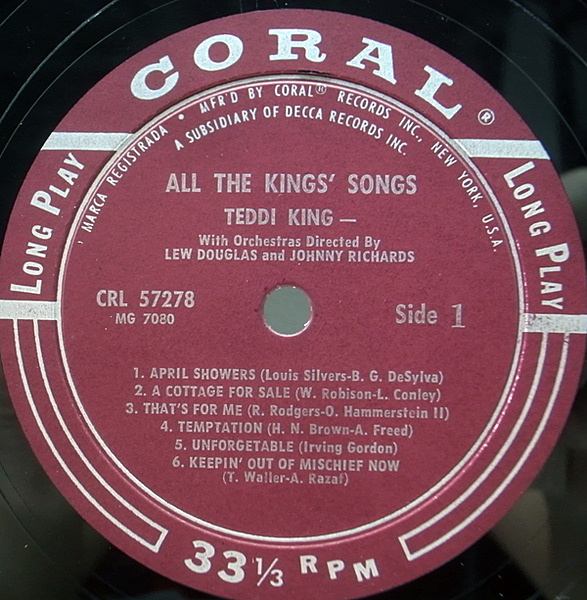 CORAL®
MARCA REGISTRADA • MFR'D BY CORAL® RECORDS INC., NEW YORK, U.S.A.
A SUBSIDIARY OF DECCA RECORDS INC.
LONG PLAY
LONG PLAY
ALL THE KINGS' SONGS
TEDDI KING —
With Orchestras Directed By
LEW DOUGLAS and JOHNNY RICHARDS
CRL 57278
MG 7080
Side 1
1. APRIL SHOWERS (Louis Silvers-B. G. DeSylva)
2. A COTTAGE FOR SALE (W. Robison-L. Conley)
3. THAT'S FOR ME (R. Rodgers-O. Hammerstein II)
4. TEMPTATION (H. N. Brown-A. Freed)
5. UNFORGETABLE (Irving Gordon)
6. KEEPIN' OUT OF MISCHIEF NOW
(T. Waller-A. Razaf)
33 1/3 RPM